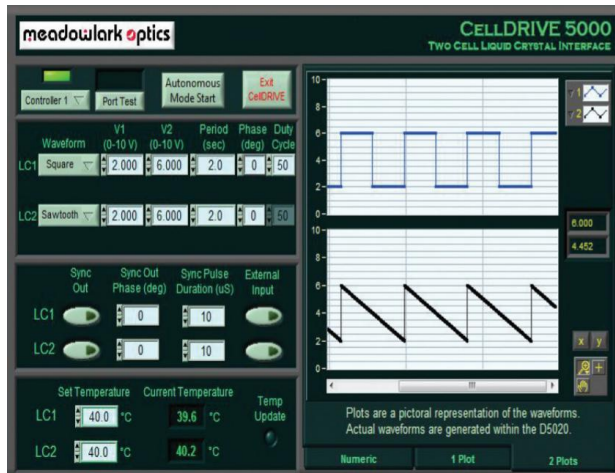 meadowlark optics
CELLDRIVE 5000
TWO CELL LIQUID CRYSTAL INTERFACE
Controller 1
Port Test
Autonomous
Mode Start
Exit
CellDRIVE
Waveform
V1
(0-10 V)
V2
(0-10 V)
Period
(sec)
Phase
(deg)
Duty
Cycle
LC1 Square 2.000 6.000 2.0 0 50
LC2 Sawtooth 2.000 6.000 2.0 0 50
Sync
Out
Sync Out
Phase (deg)
Sync Pulse
Duration (uS)
External
Input
LC1 0 10
LC2 0 10
Set Temperature
Current Temperature
Temp
Update
LC1 40.0 °C 39.6 °C
LC2 40.0 °C 40.2 °C
10
8
6
4
2
0
10
8
6
4
2
0
1
2
6.000
4.452
x y
Plots are a pictoral representation of the waveforms.
Actual waveforms are generated within the D5020.
Numeric
1 Plot
2 Plots